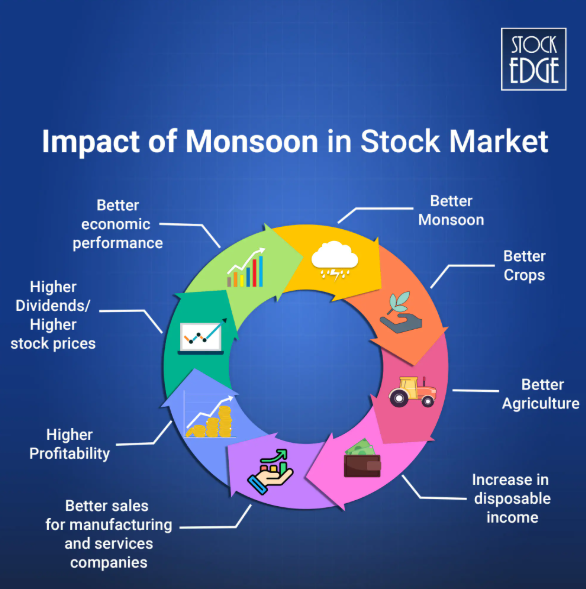 STOCK
EDGE
Impact of Monsoon in Stock Market
Better
Monsoon
Better
Crops
Better
Agriculture
Increase in
disposable
income
Better sales
for manufacturing
and services
companies
Higher
Profitability
Higher
Dividends/
Higher
stock prices
Better
economic
performance